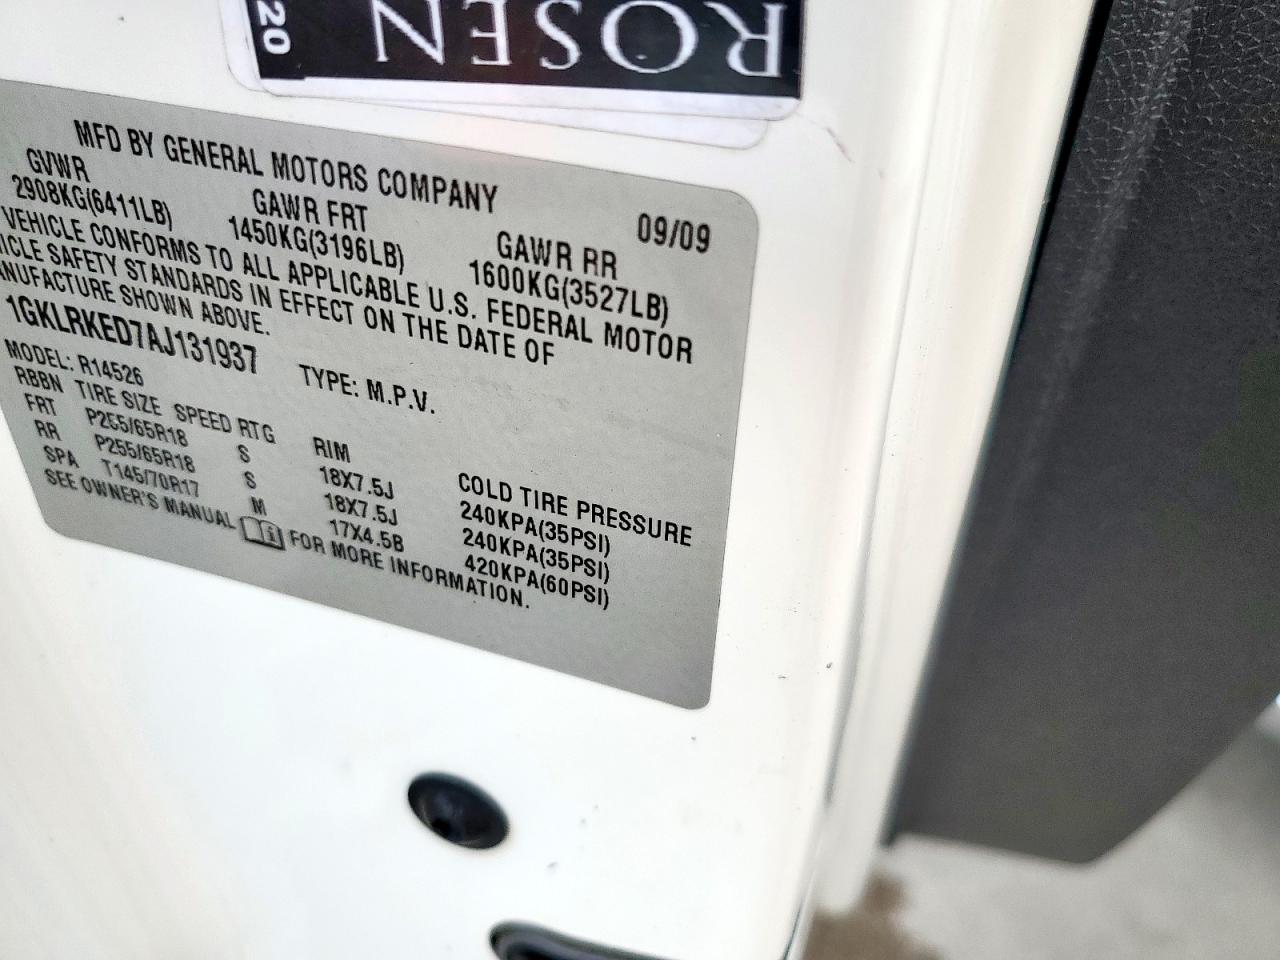 ROSEN
20
MFD BY GENERAL MOTORS COMPANY
09/09
GVWR GAWR FRT GAWR RR
2908KG(6411LB) 1450KG(3196LB) 1600KG(3527LB)
VEHICLE CONFORMS TO ALL APPLICABLE U.S. FEDERAL MOTOR
ICLE SAFETY STANDARDS IN EFFECT ON THE DATE OF
ANUFACTURE SHOWN ABOVE.
1GKLRKED7AJ131937 TYPE: M.P.V.
MODEL: R14526
RBBN TIRE SIZE SPEED RTG RIM COLD TIRE PRESSURE
FRT P255/65R18 S 18X7.5J 240KPA(35PSI)
RR P255/65R18 S 18X7.5J 240KPA(35PSI)
SPA T145/70R17 M 17X4.5B 420KPA(60PSI)
SEE OWNER'S MANUAL i FOR MORE INFORMATION.